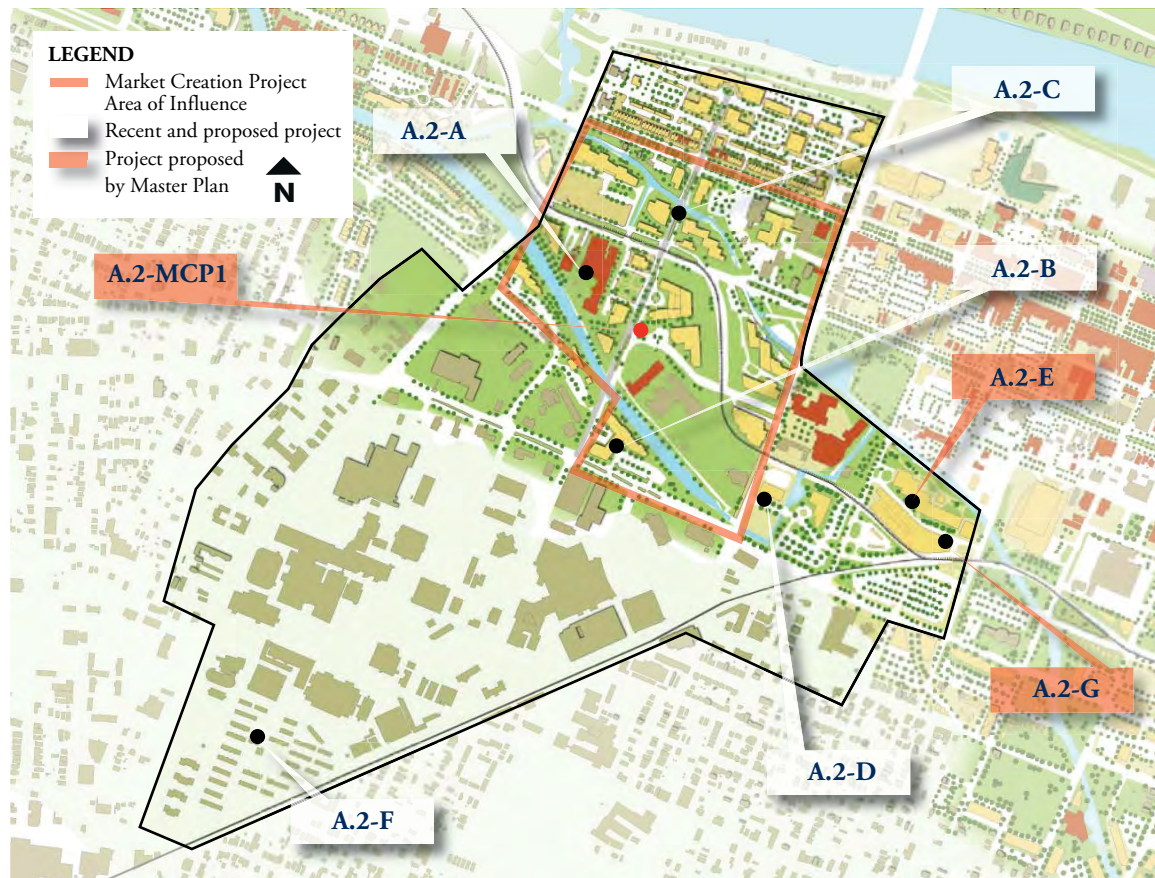 LEGEND
Market Creation Project
Area of Influence
Recent and proposed project
Project proposed
by Master Plan
N
A.2-C
A.2-A
A.2-MCP1
A.2-B
A.2-E
A.2-G
A.2-D
A.2-F